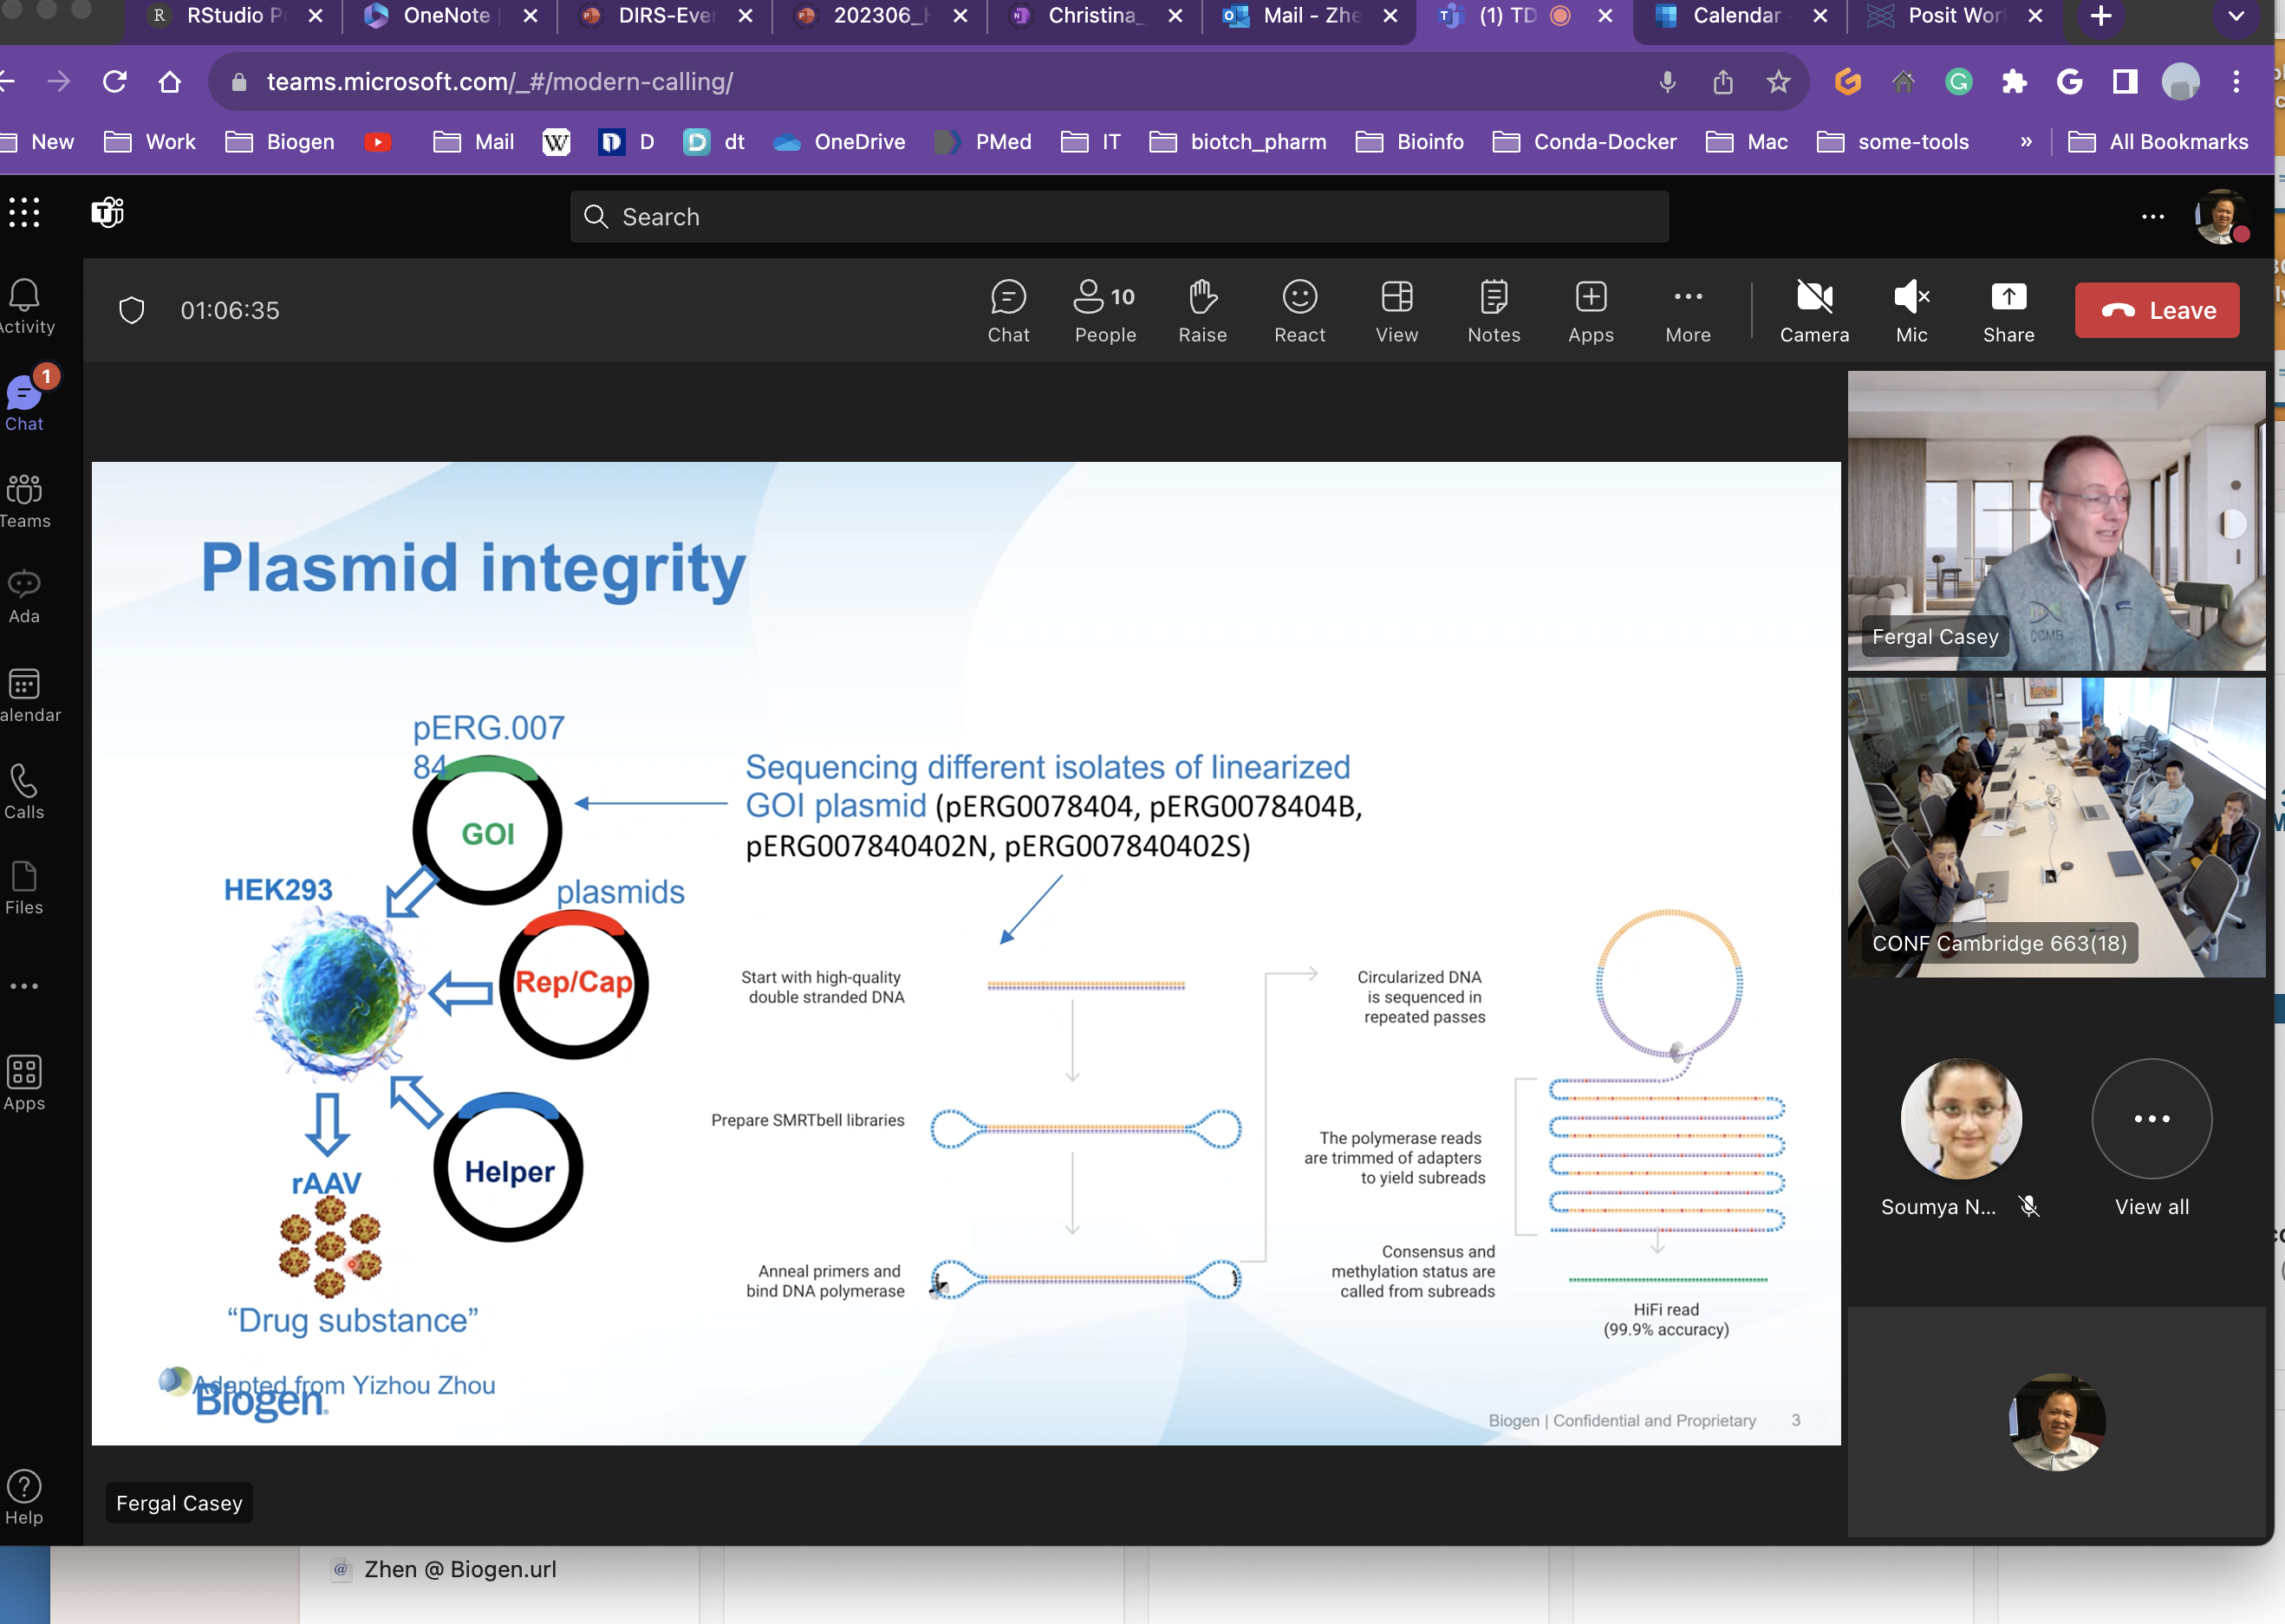 RStudio P
OneNote
DIRS-Ever
202306_H
Christina_
Mail - Zhe
(1) TD
Calendar
Posit Wor
teams.microsoft.com/_#/modern-calling/
New
Work
Biogen
Mail
W
D
dt
OneDrive
PMed
IT
biotch_pharm
Bioinfo
Conda-Docker
Mac
some-tools
»
All Bookmarks
Search
01:06:35
Chat
10
People
Raise
React
View
Notes
Apps
More
Camera
Mic
Share
Leave
Activity
1
Chat
Teams
Ada
alendar
Calls
Files
Apps
Help
Plasmid integrity
pERG.007
84
GOI
HEK293
plasmids
Rep/Cap
Helper
rAAV
“Drug substance”
Sequencing different isolates of linearized
GOI plasmid (pERG0078404, pERG0078404B,
pERG007840402N, pERG007840402S)
Start with high-quality
double stranded DNA
Prepare SMRTbell libraries
Anneal primers and
bind DNA polymerase
Circularized DNA
is sequenced in
repeated passes
The polymerase reads
are trimmed of adapters
to yield subreads
Consensus and
methylation status are
called from subreads
HiFi read
(99.9% accuracy)
Adapted from Yizhou Zhou
Biogen.
Biogen | Confidential and Proprietary 3
Fergal Casey
CONF Cambridge 663(18)
Soumya N...
View all
Fergal Casey
Zhen @ Biogen.url